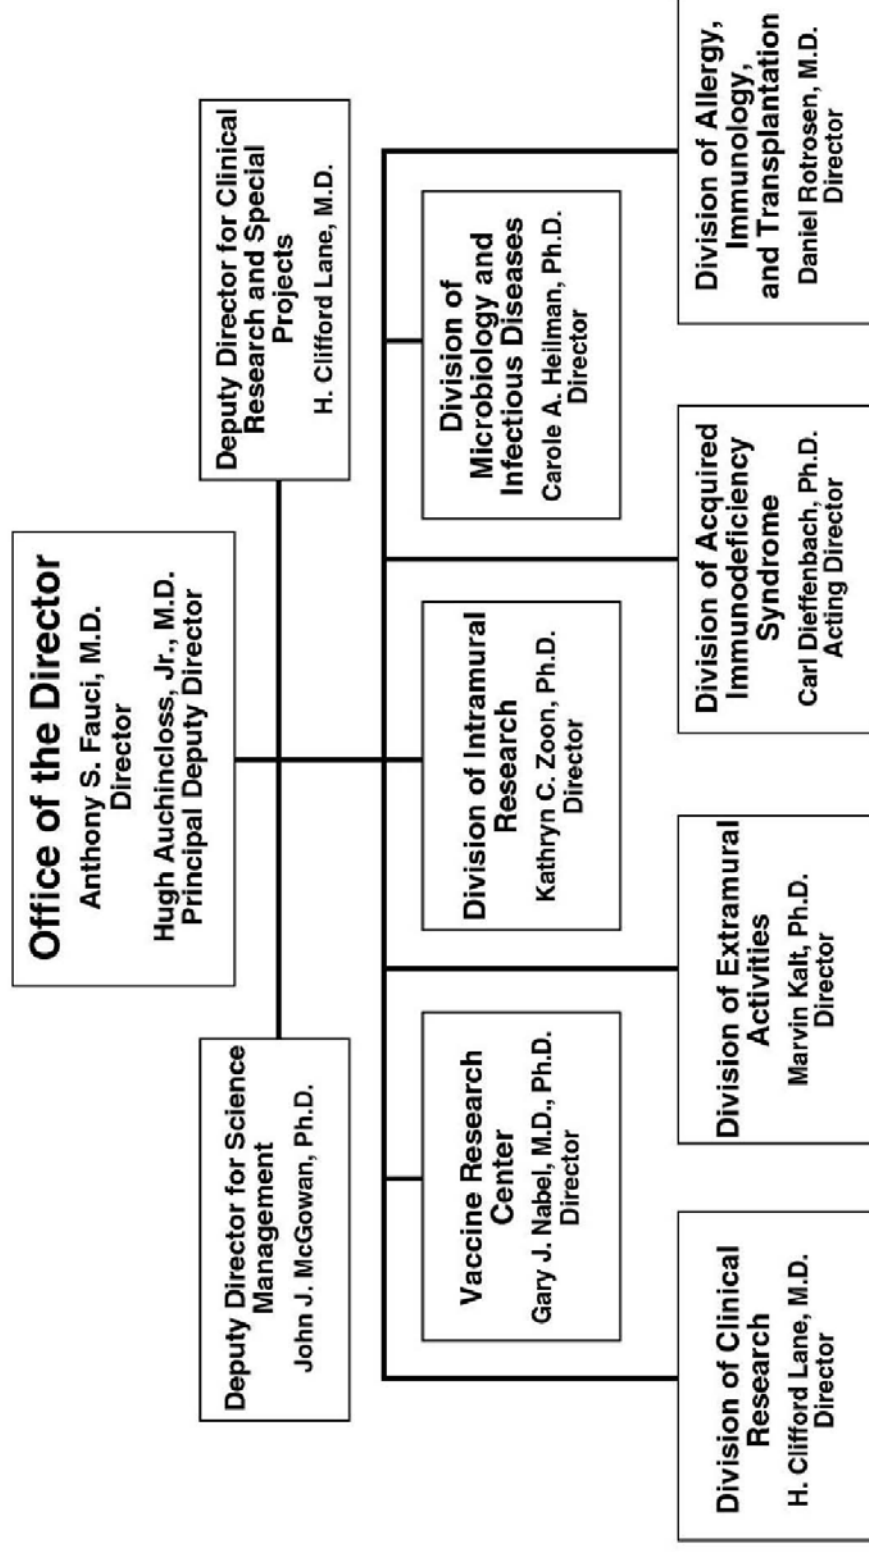 Office of the Director
Anthony S. Fauci, M.D.
Director
Hugh Auchincloss, Jr., M.D.
Principal Deputy Director
Deputy Director for Science
Management
John J. McGowan, Ph.D.
Deputy Director for Clinical
Research and Special
Projects
H. Clifford Lane, M.D.
Vaccine Research
Center
Gary J. Nabel, M.D., Ph.D.
Director
Division of Intramural
Research
Kathryn C. Zoon, Ph.D.
Director
Division of
Microbiology and
Infectious Diseases
Carole A. Heilman, Ph.D.
Director
Division of Clinical
Research
H. Clifford Lane, M.D.
Director
Division of Extramural
Activities
Marvin Kalt, Ph.D.
Director
Division of Acquired
Immunodeficiency
Syndrome
Carl Dieffenbach, Ph.D.
Acting Director
Division of Allergy,
Immunology,
and Transplantation
Daniel Rotrosen, M.D.
Director